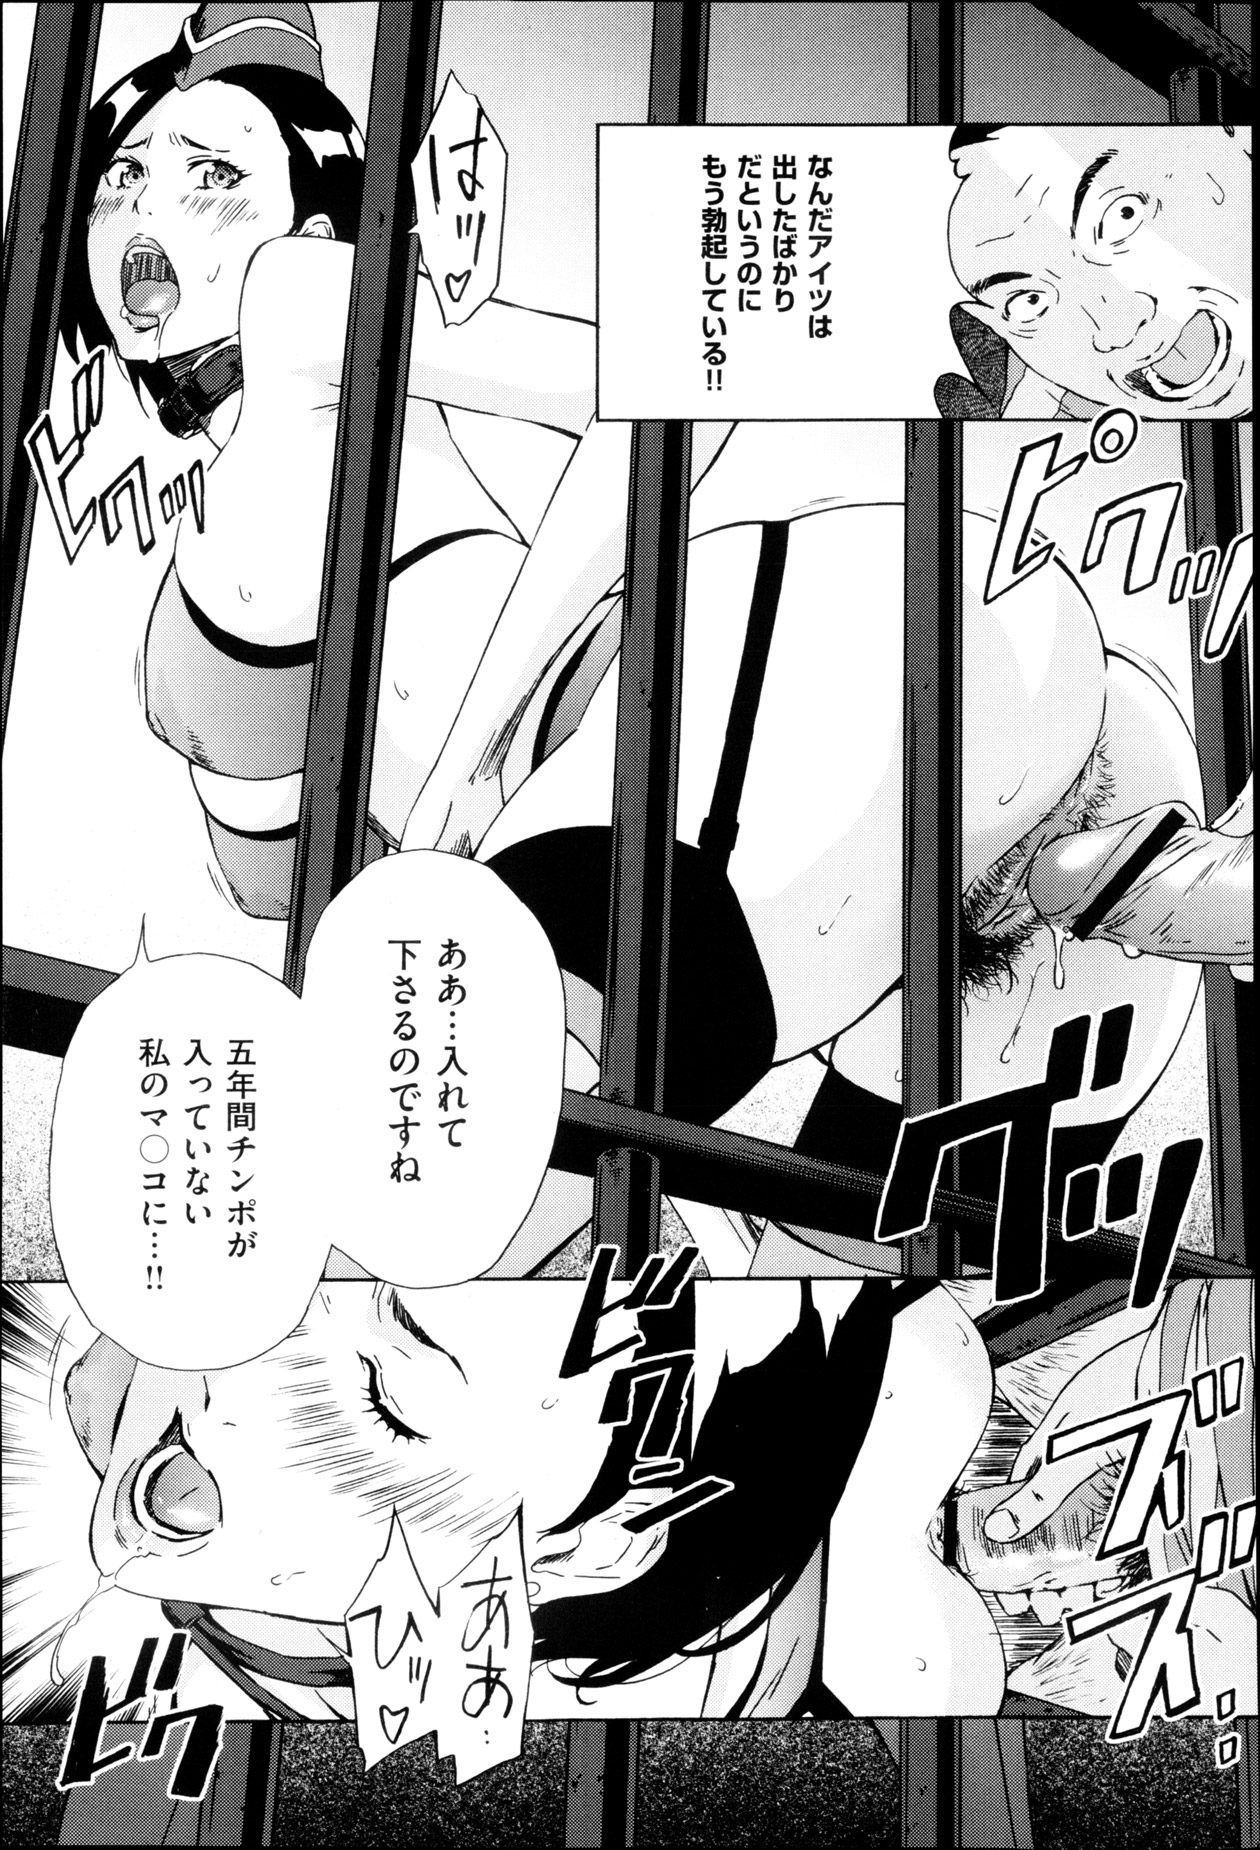 なんだアイツは
出したばかり
だというのに
もう勃起している!!
はッ♡
ピクッ
ビクッ
あぁ…入れて
下さるのですね
五年間チンポが
入っていない
私のマ〇コに…!!
グッ
ズブ
ズブ
ビクン
ああ…
ひッ♡
ビク